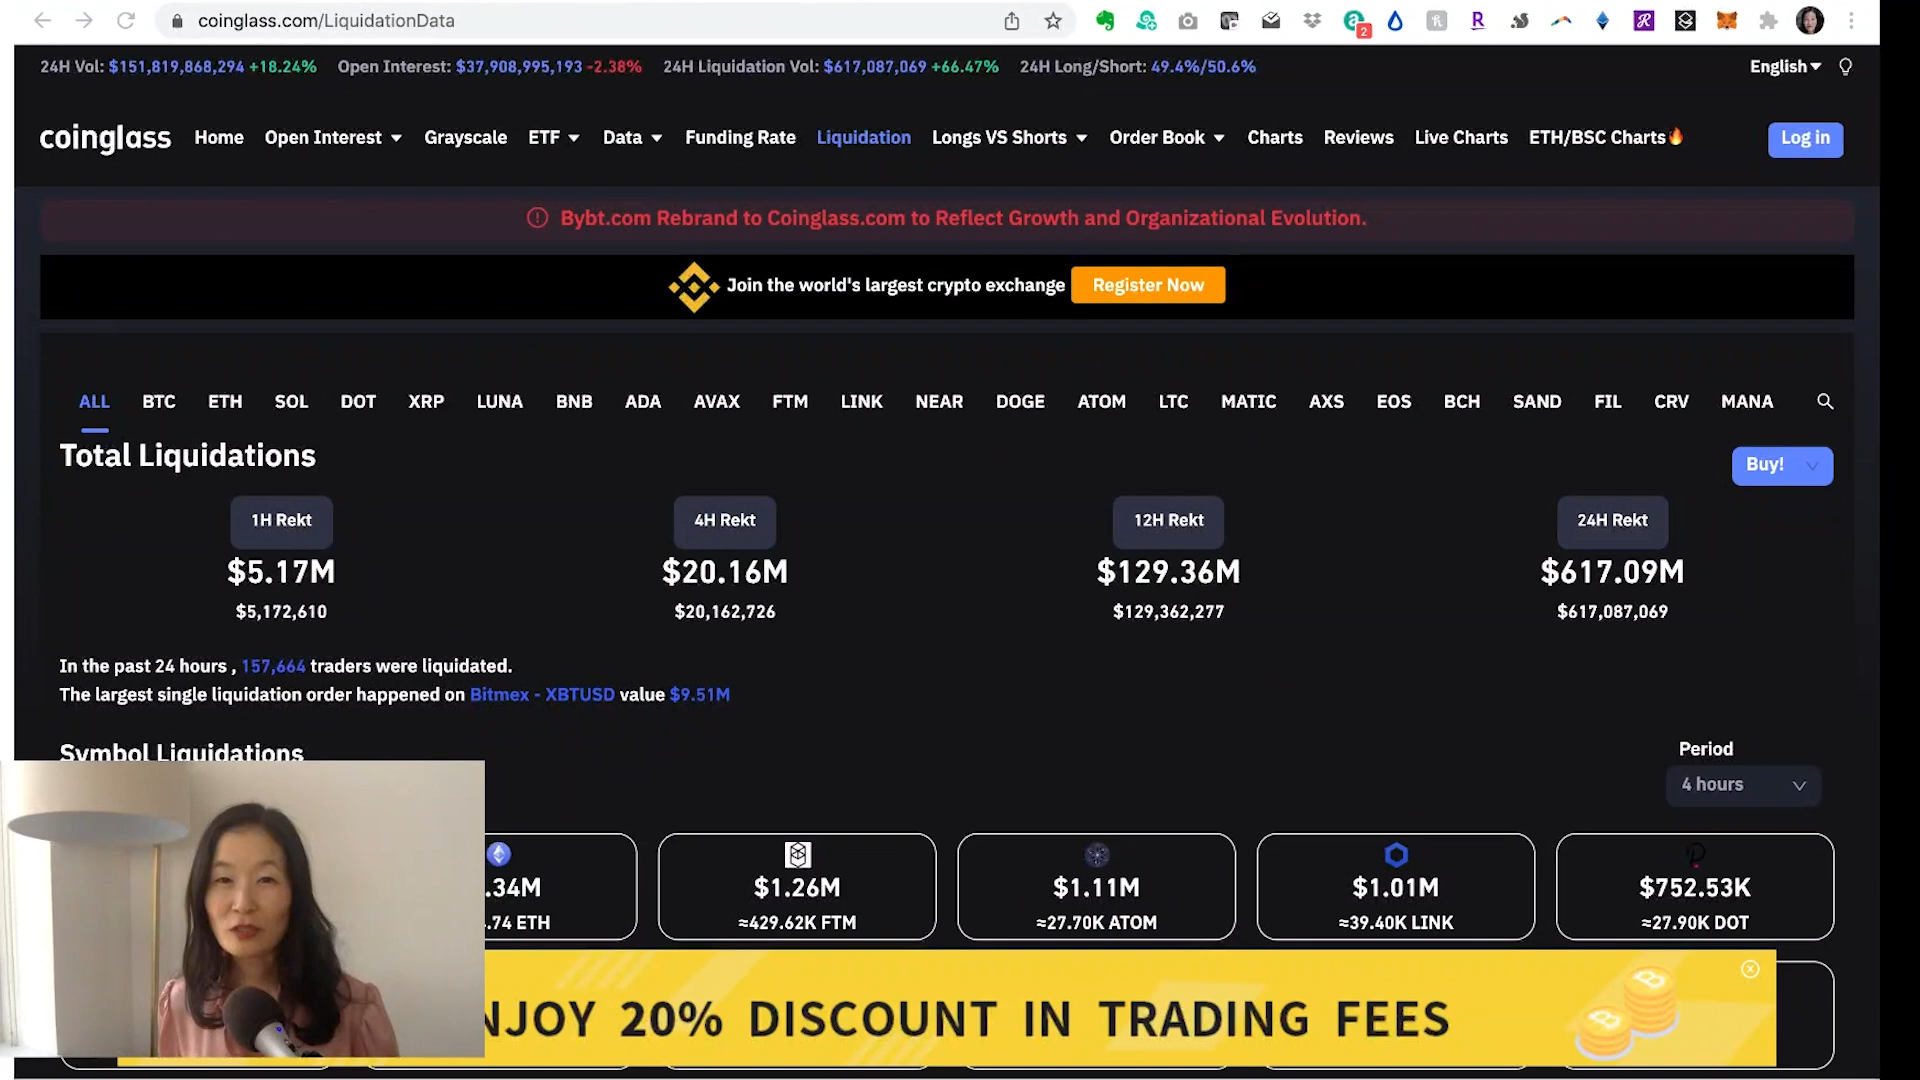 coinglass.com/LiquidationData
2
24H Vol: $151,819,868,294 +18.24% Open Interest: $37,908,995,193 -2.38% 24H Liquidation Vol: $617,087,069 +66.47% 24H Long/Short: 49.4%/50.6% English
coinglass Home Open Interest Grayscale ETF Data Funding Rate Liquidation Longs VS Shorts Order Book Charts Reviews Live Charts ETH/BSC Charts Log in
Bybt.com Rebrand to Coinglass.com to Reflect Growth and Organizational Evolution.
Join the world's largest crypto exchange Register Now
ALL BTC ETH SOL DOT XRP LUNA BNB ADA AVAX FTM LINK NEAR DOGE ATOM LTC MATIC AXS EOS BCH SAND FIL CRV MANA
Total Liquidations Buy!
1H Rekt 4H Rekt 12H Rekt 24H Rekt
$5.17M $20.16M $129.36M $617.09M
$5,172,610 $20,162,726 $129,362,277 $617,087,069
In the past 24 hours , 157,664 traders were liquidated.
The largest single liquidation order happened on Bitmex - XBTUSD value $9.51M
Symbol Liquidations
Period
4 hours
.34M $1.26M $1.11M $1.01M $752.53K
.74 ETH ≈429.62K FTM ≈27.70K ATOM ≈39.40K LINK ≈27.90K DOT
NJOY 20% DISCOUNT IN TRADING FEES